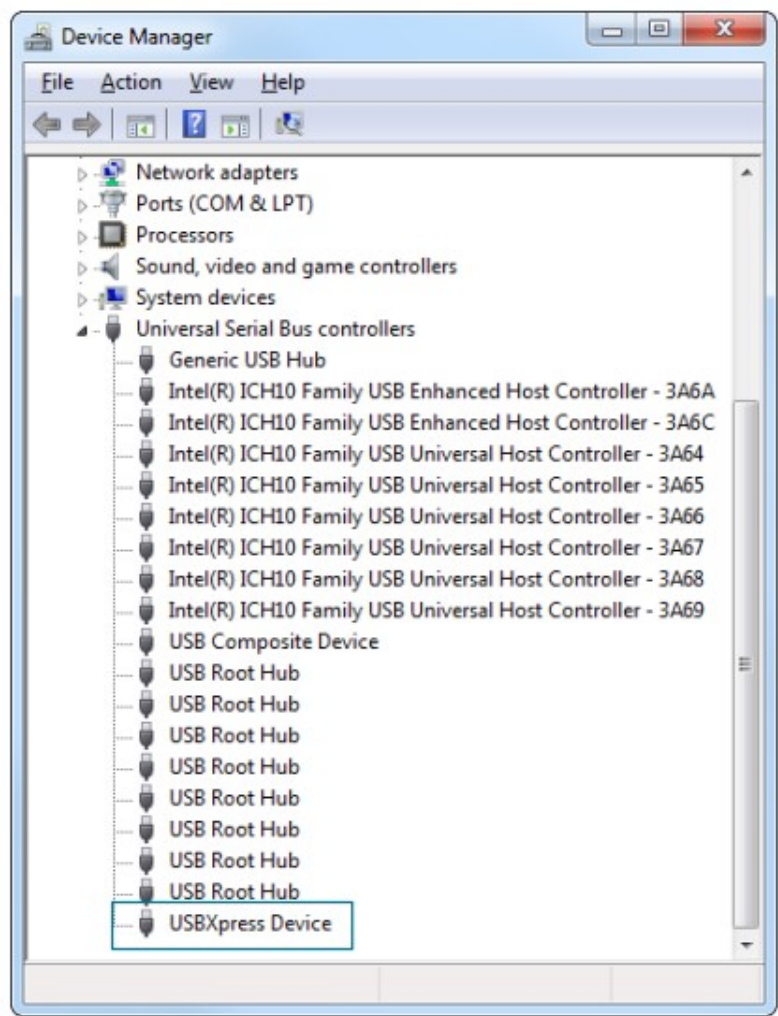 Device Manager
File Action View Help
Network adapters
Ports (COM & LPT)
Processors
Sound, video and game controllers
System devices
Universal Serial Bus controllers
Generic USB Hub
Intel(R) ICH10 Family USB Enhanced Host Controller - 3A6A
Intel(R) ICH10 Family USB Enhanced Host Controller - 3A6C
Intel(R) ICH10 Family USB Universal Host Controller - 3A64
Intel(R) ICH10 Family USB Universal Host Controller - 3A65
Intel(R) ICH10 Family USB Universal Host Controller - 3A66
Intel(R) ICH10 Family USB Universal Host Controller - 3A67
Intel(R) ICH10 Family USB Universal Host Controller - 3A68
Intel(R) ICH10 Family USB Universal Host Controller - 3A69
USB Composite Device
USB Root Hub
USB Root Hub
USB Root Hub
USB Root Hub
USB Root Hub
USB Root Hub
USB Root Hub
USB Root Hub
USBXpress Device